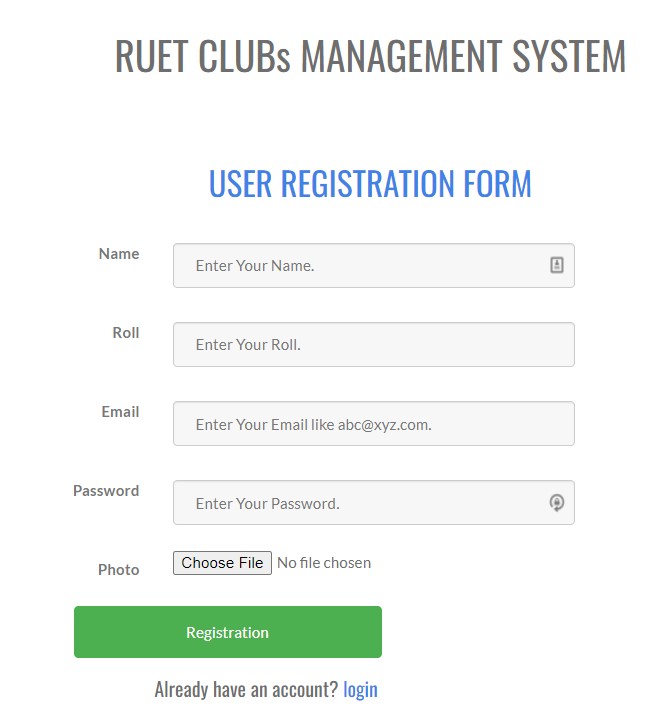 RUET CLUBs MANAGEMENT SYSTEM
USER REGISTRATION FORM
Name Enter Your Name.
Roll Enter Your Roll.
Email Enter Your Email like abc@xyz.com.
Password Enter Your Password.
Photo Choose File No file chosen
Registration
Already have an account? login